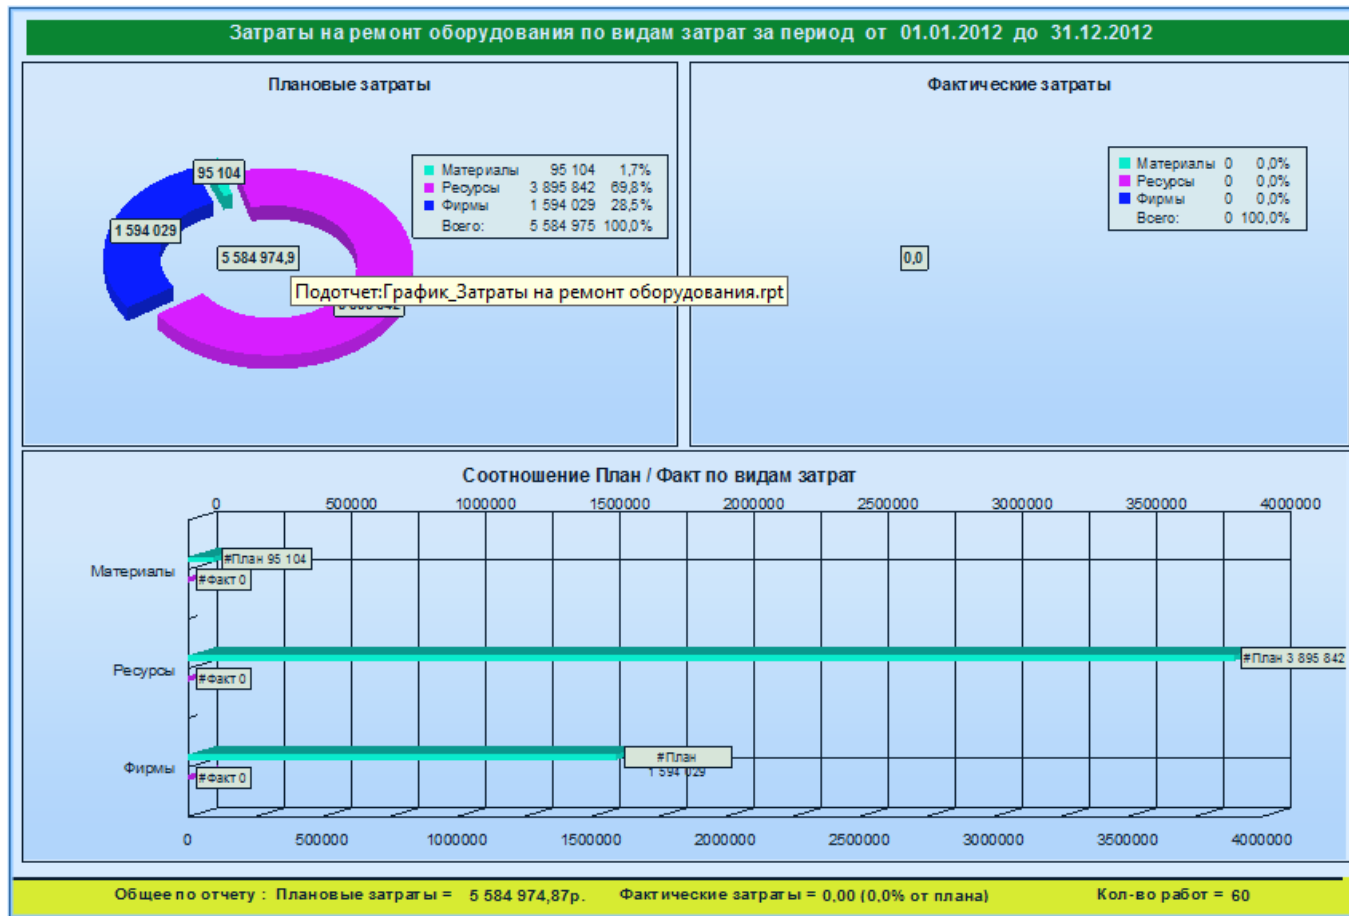 Затраты на ремонт оборудования по видам затрат за период от 01.01.2012 до 31.12.2012
Плановые затраты
95 104
1 594 029
5 584 974,9
Материалы 95 104 1,7%
Ресурсы 3 895 842 69,8%
Фирмы 1 594 029 28,5%
Всего: 5 584 975 100,0%
Подотчет:График_Затраты на ремонт оборудования.rpt
Фактические затраты
Материалы 0 0,0%
Ресурсы 0 0,0%
Фирмы 0 0,0%
Всего: 0 100,0%
0,0
Соотношение План / Факт по видам затрат
0 500000 1000000 1500000 2000000 2500000 3000000 3500000 4000000
Материалы
#План 95 104
#Факт 0
Ресурсы
#План 3 895 842
#Факт 0
Фирмы
#План
1 594 029
#Факт 0
0 500000 1000000 1500000 2000000 2500000 3000000 3500000 4000000
Общее по отчету : Плановые затраты = 5 584 974,87р. Фактические затраты = 0,00 (0,0% от плана) Кол-во работ = 60